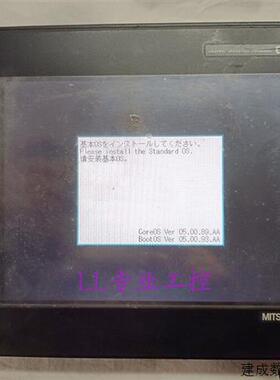 基本OSをインストールしてください。
Please install the Standard OS.
请安装基本OS。
CoreOS Ver 05.00.89.AA
BootOS Ver 05.00.93.AA
LL专业工控
MITS
建成